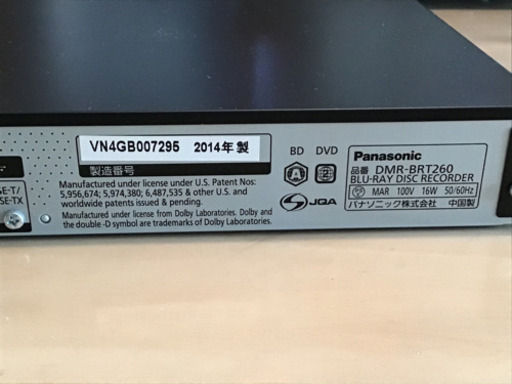 SE-T/
SE-TX
VN4GB007295 2014年製
製造番号
Manufactured under license under U.S. Patent Nos:
5,956,674; 5,974,380; 6,487,535 & other U.S. and
worldwide patents issued & pending.
Manufactured under license from Dolby Laboratories. Dolby and
the double-D symbol are trademarks of Dolby Laboratories.
BD DVD
A 2
JQA
Panasonic
品番 DMR-BRT260
BLU-RAY DISC RECORDER
MAR 100V 16W 50/60Hz
パナソニック株式会社 中国製